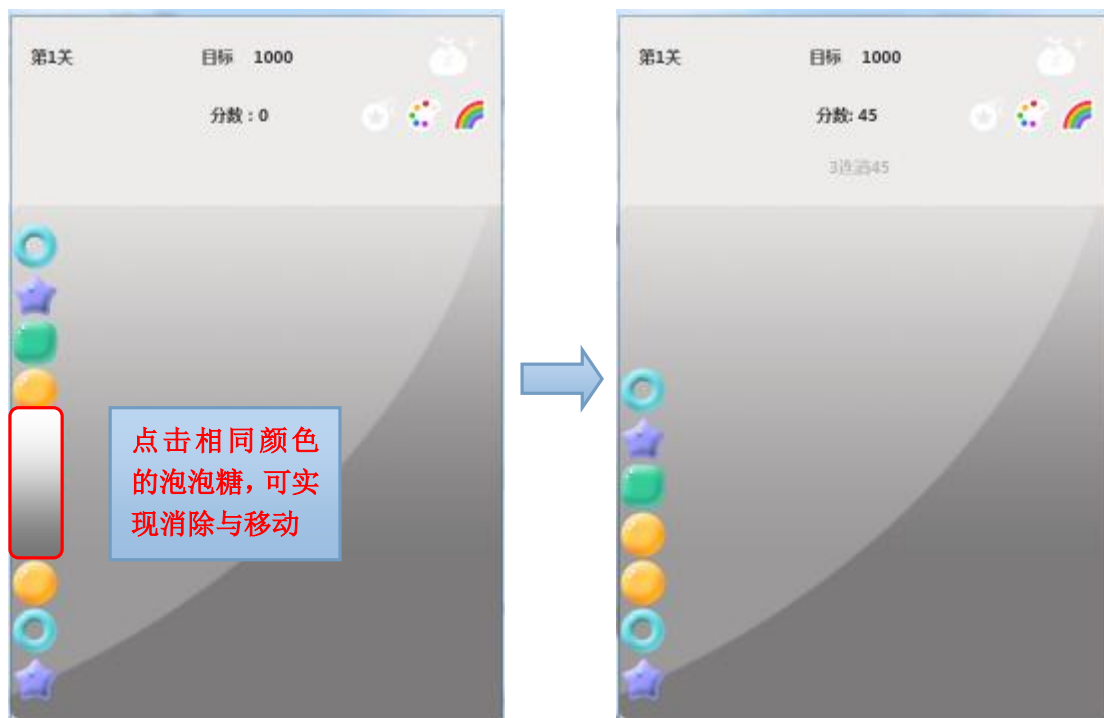 第1关
目标 1000
分数：0
点击相同颜色
的泡泡糖，可实
现消除与移动
第1关
目标 1000
分数: 45
3连消45